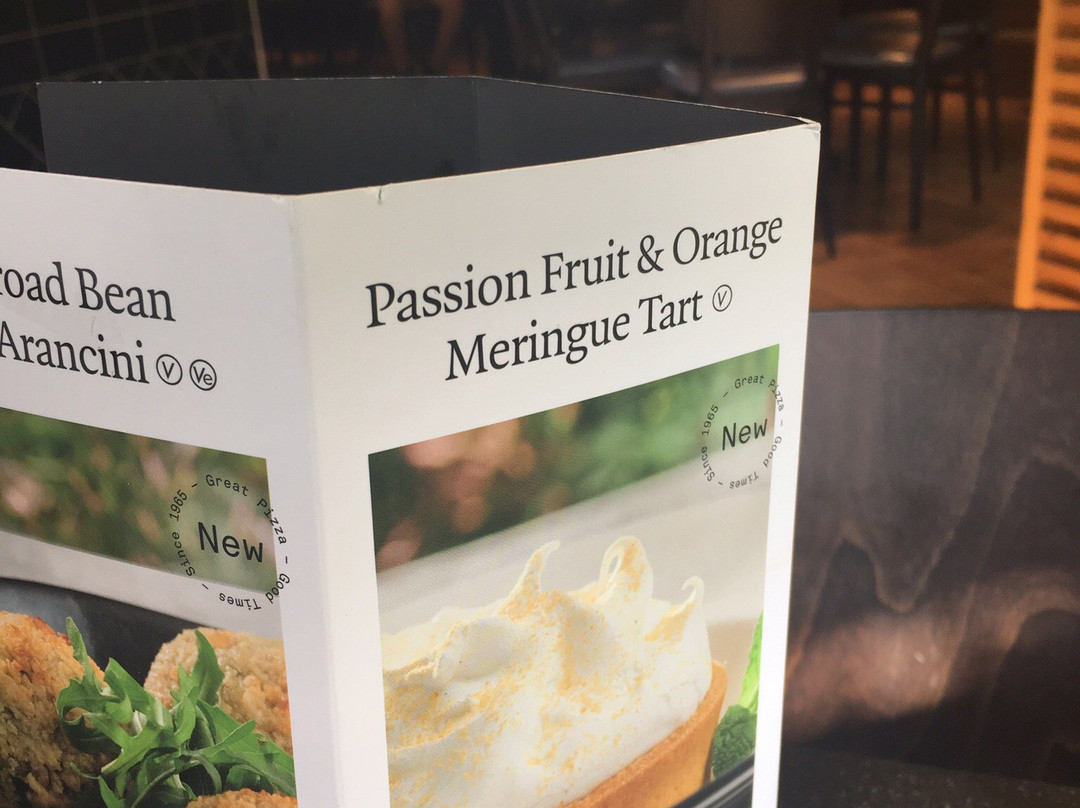 Bean
Arancini V Ve
New
Since 1965 – Great Pizza – Good Times –
Passion Fruit & Orange
Meringue Tart V
New
Since 1965 – Great Pizza – Good Times –